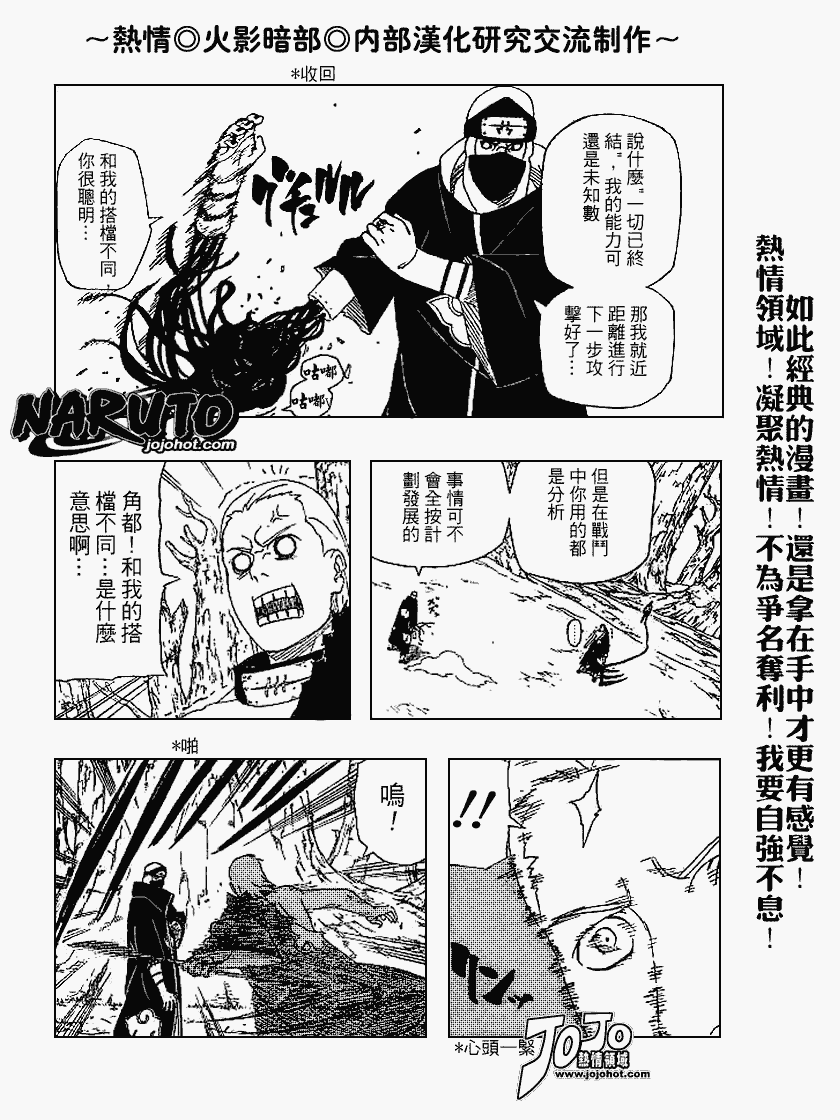 ～熱情◎火影暗部◎内部漢化研究交流制作～
*收回
說什麼"一切已終
結"，我的能力可
還是未知數
那我就近
距離進行
下一步攻
擊好了…
和我的搭檔不同，
你很聰明…
咕嘟
咕嘟
NARUTO
jojohot.com
但是在戰鬥
中你用的都
是分析
事情可不
會全按計
劃發展的
…
角都！和我的搭
檔不同…是什麼
意思啊…
!!
クンッ
*心頭一緊
*啪
嗚！
如此經典的漫畫！還是拿在手中才更有感覺！
熱情領域！凝聚熱情！不為爭名奪利！我要自強不息！
JOJO
熱情領域
www.jojohot.com